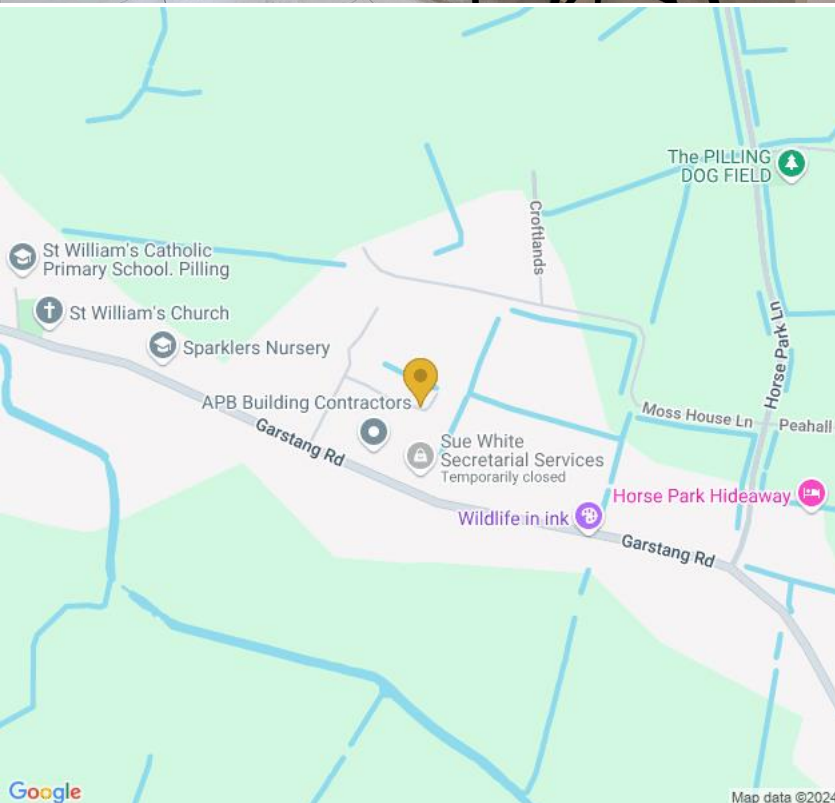 The PILLING
DOG FIELD
Croftlands
St William's Catholic
Primary School. Pilling
St William's Church
Sparklers Nursery
Horse Park Ln
APB Building Contractors
Moss House Ln
Peahall
Garstang Rd
Sue White
Secretarial Services
Temporarily closed
Horse Park Hideaway
Wildlife in ink
Garstang Rd
Google
Map data ©2024